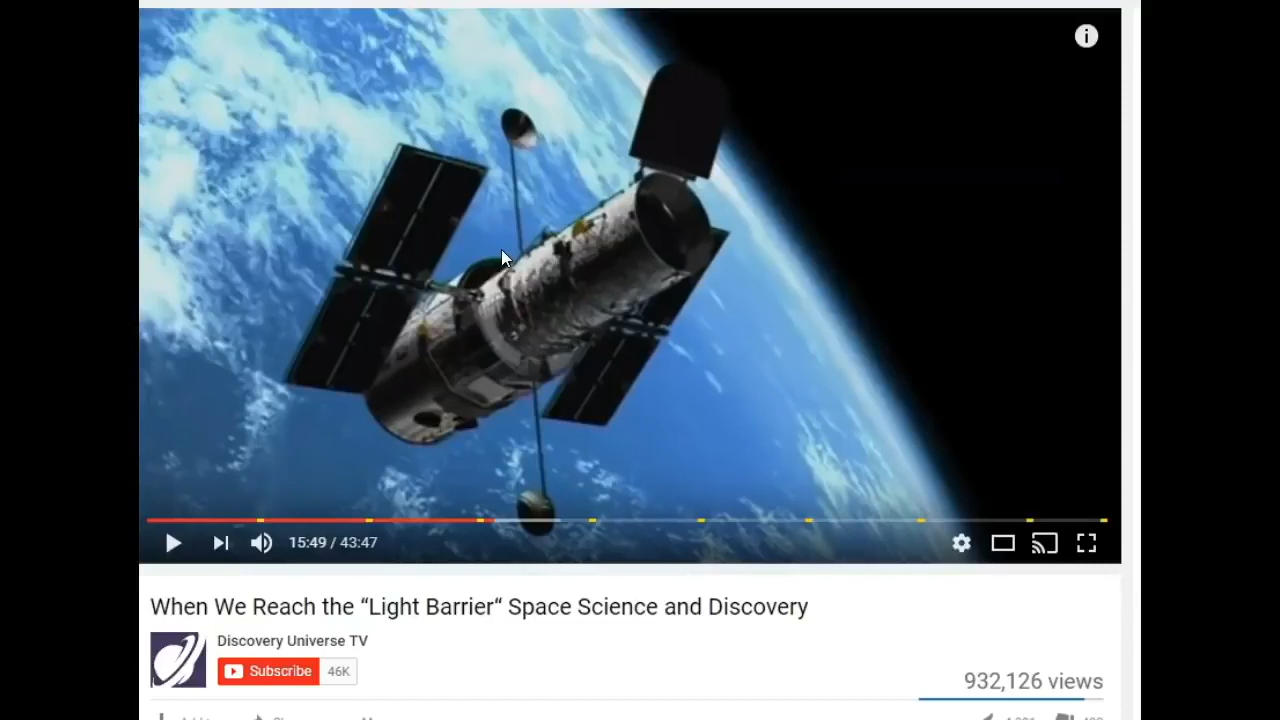 15:49 / 43:47
When We Reach the “Light Barrier“ Space Science and Discovery
Discovery Universe TV
Subscribe 46K
932,126 views